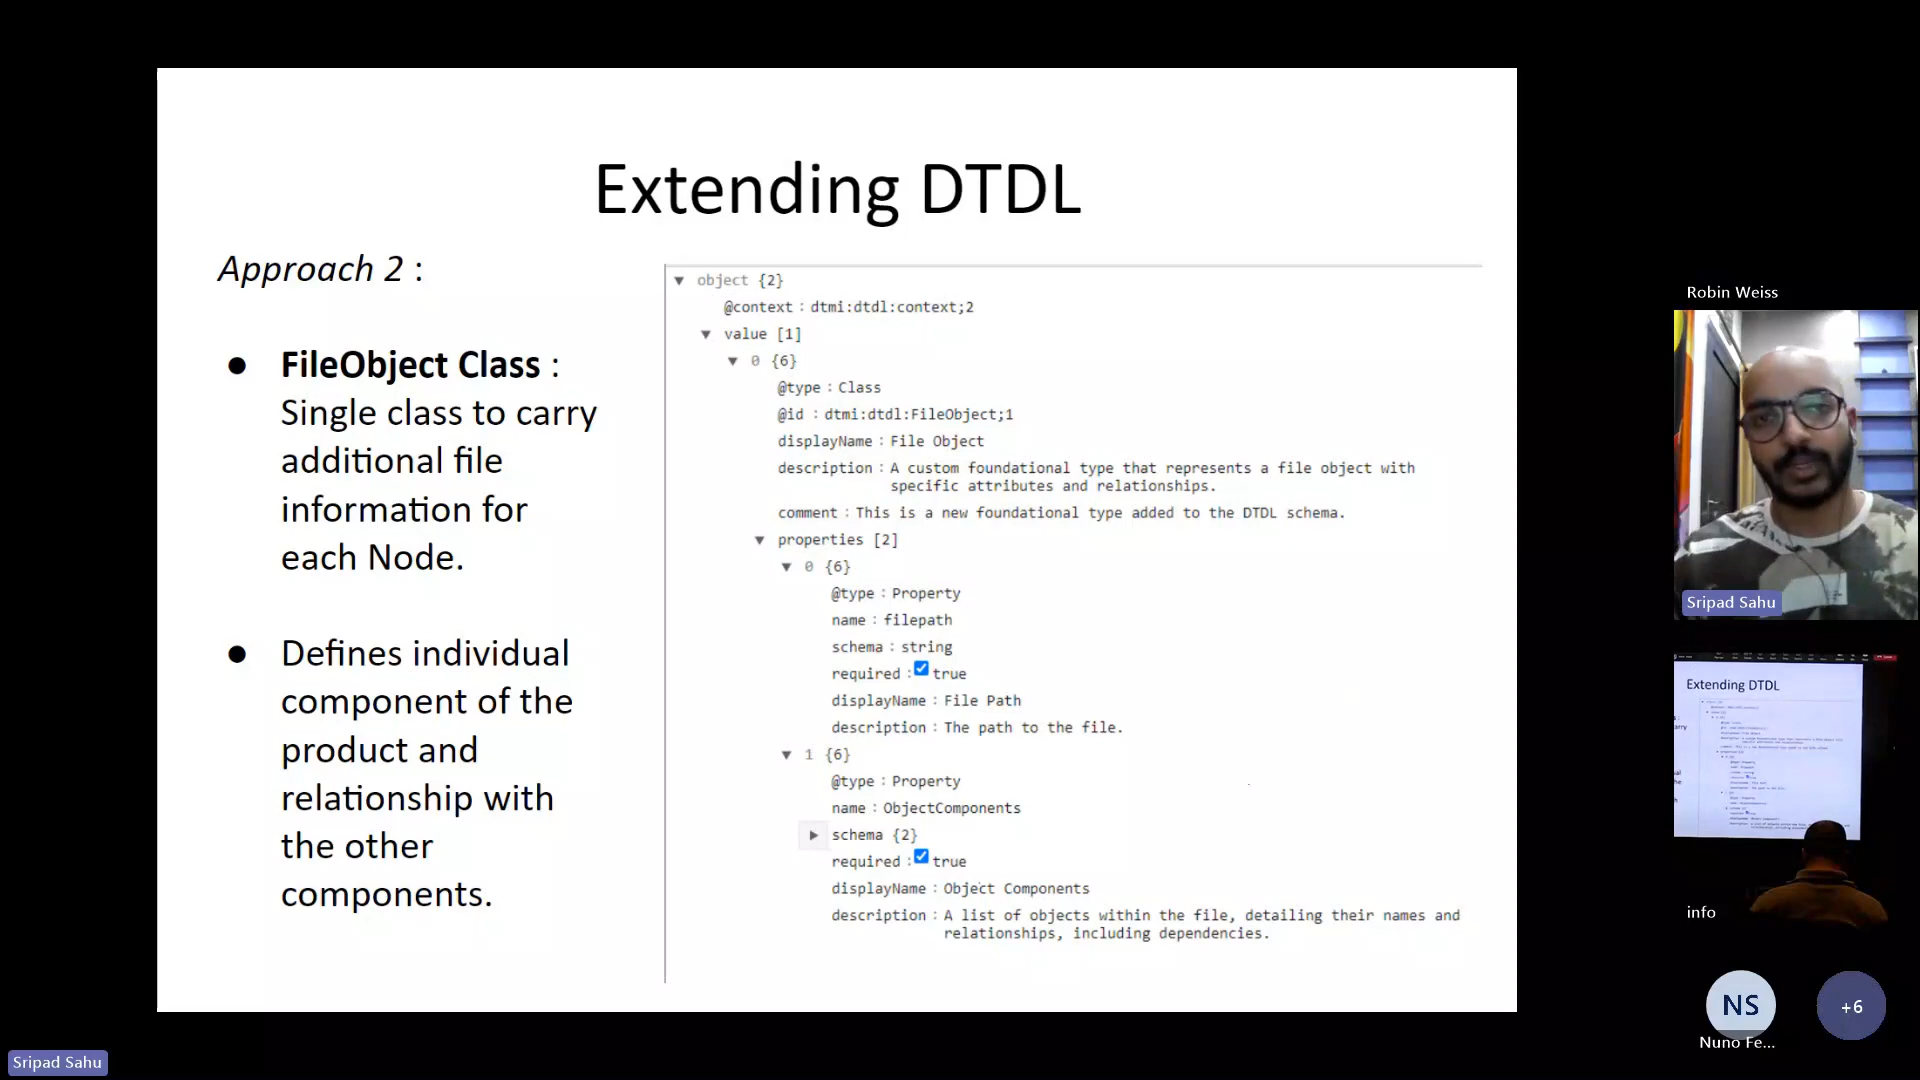 Extending DTDL
Approach 2 :
● FileObject Class :
Single class to carry
additional file
information for
each Node.
● Defines individual
component of the
product and
relationship with
the other
components.
▼ object {2}
@context : dtmi:dtdl:context;2
▼ value [1]
▼ 0 {6}
@type : Class
@id : dtmi:dtdl:FileObject;1
displayName : File Object
description : A custom foundational type that represents a file object with
specific attributes and relationships.
comment : This is a new foundational type added to the DTDL schema.
▼ properties [2]
▼ 0 {6}
@type : Property
name : filepath
schema : string
required : true
displayName : File Path
description : The path to the file.
▼ 1 {6}
@type : Property
name : ObjectComponents
▶ schema {2}
required : true
displayName : Object Components
description : A list of objects within the file, detailing their names and
relationships, including dependencies.
Robin Weiss
Sripad Sahu
Extending DTDL
info
NS
+6
Nuno Fe...
Sripad Sahu